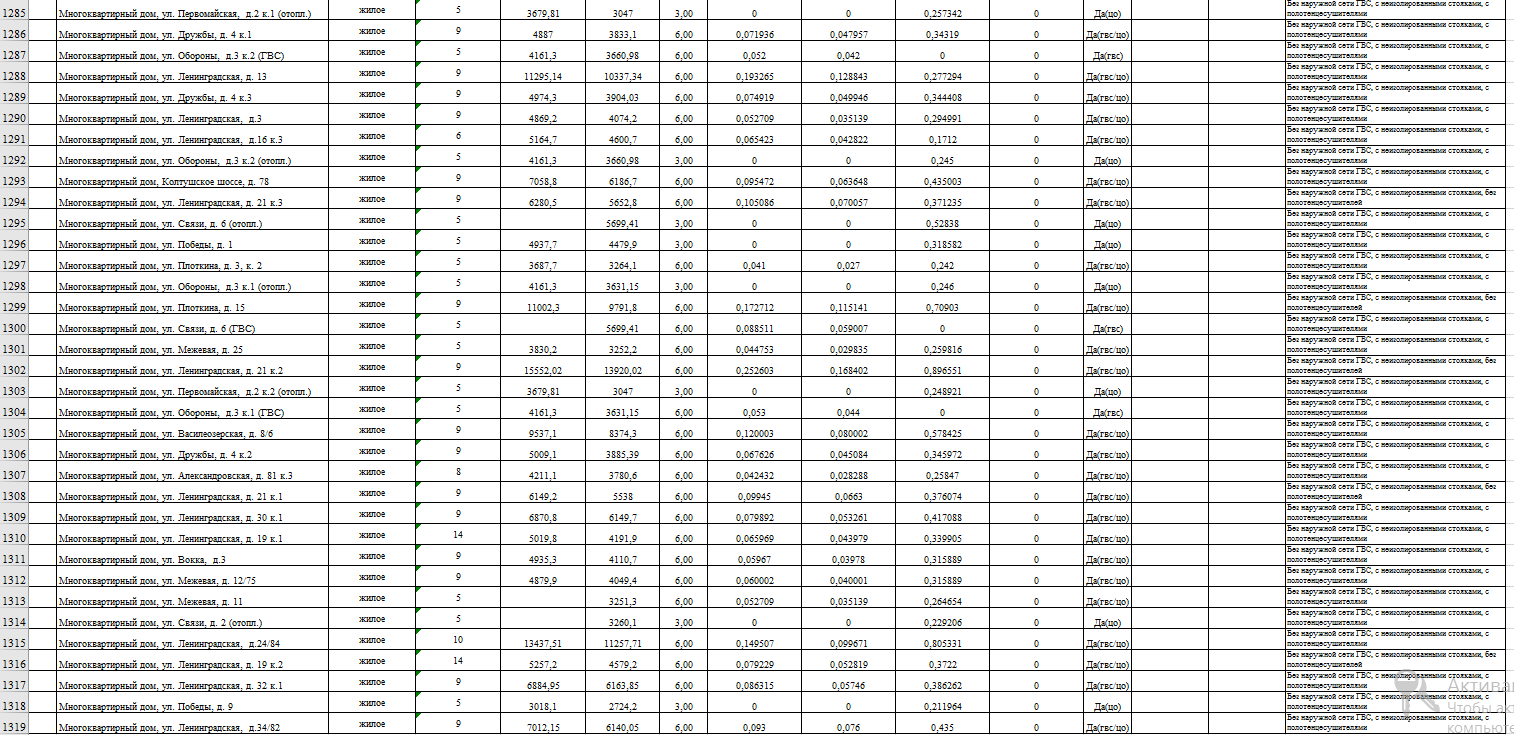 1285 Многоквартирный дом, ул. Первомайская, д.2 к.1 (отопл.) жилое 5 3679,81 3047 3,00 0 0 0,257342 0 Да(цо) Без наружной сети ГВС, с неизолированными стояками, с полотенцесушителями
1286 Многоквартирный дом, ул. Дружбы, д. 4 к.1 жилое 9 4887 3833,1 6,00 0,071936 0,047957 0,34319 0 Да(гвс/цо) Без наружной сети ГВС, с неизолированными стояками, с полотенцесушителями
1287 Многоквартирный дом, ул. Обороны, д.3 к.2 (ГВС) жилое 5 4161,3 3660,98 6,00 0,052 0,042 0 0 Да(гвс) Без наружной сети ГВС, с неизолированными стояками, с полотенцесушителями
1288 Многоквартирный дом, ул. Ленинградская, д. 13 жилое 9 11295,14 10337,34 6,00 0,193265 0,128843 0,277294 0 Да(гвс/цо) Без наружной сети ГВС, с неизолированными стояками, с полотенцесушителями
1289 Многоквартирный дом, ул. Дружбы, д. 4 к.3 жилое 9 4974,3 3904,03 6,00 0,074919 0,049946 0,344408 0 Да(гвс/цо) Без наружной сети ГВС, с неизолированными стояками, с полотенцесушителями
1290 Многоквартирный дом, ул. Ленинградская, д.3 жилое 9 4869,2 4074,2 6,00 0,052709 0,035139 0,294991 0 Да(гвс/цо) Без наружной сети ГВС, с неизолированными стояками, с полотенцесушителями
1291 Многоквартирный дом, ул. Ленинградская, д.16 к.3 жилое 6 5164,7 4600,7 6,00 0,065423 0,042822 0,1712 0 Да(гвс/цо) Без наружной сети ГВС, с неизолированными стояками, с полотенцесушителями
1292 Многоквартирный дом, ул. Обороны, д.3 к.2 (отопл.) жилое 5 4161,3 3660,98 3,00 0 0 0,245 0 Да(цо) Без наружной сети ГВС, с неизолированными стояками, с полотенцесушителями
1293 Многоквартирный дом, Колтушское шоссе, д. 78 жилое 9 7058,8 6186,7 6,00 0,095472 0,063648 0,435003 0 Да(гвс/цо) Без наружной сети ГВС, с неизолированными стояками, с полотенцесушителями
1294 Многоквартирный дом, ул. Ленинградская, д. 21 к.3 жилое 9 6280,5 5652,8 6,00 0,105086 0,070057 0,371235 0 Да(гвс/цо) Без наружной сети ГВС, с неизолированными стояками, без полотенцесушителей
1295 Многоквартирный дом, ул. Связи, д. 6 (отопл.) жилое 5 5699,41 3,00 0 0 0,52838 0 Да(цо) Без наружной сети ГВС, с неизолированными стояками, с полотенцесушителями
1296 Многоквартирный дом, ул. Победы, д. 1 жилое 5 4937,7 4479,9 3,00 0 0 0,318582 0 Да(цо) Без наружной сети ГВС, с неизолированными стояками, с полотенцесушителями
1297 Многоквартирный дом, ул. Плоткина, д. 3, к. 2 жилое 5 3687,7 3264,1 6,00 0,041 0,027 0,242 0 Да(гвс/цо) Без наружной сети ГВС, с неизолированными стояками, с полотенцесушителями
1298 Многоквартирный дом, ул. Обороны, д.3 к.1 (отопл.) жилое 5 4161,3 3631,15 3,00 0 0 0,246 0 Да(цо) Без наружной сети ГВС, с неизолированными стояками, с полотенцесушителями
1299 Многоквартирный дом, ул. Плоткина, д. 15 жилое 9 11002,3 9791,8 6,00 0,172712 0,115141 0,70903 0 Да(гвс/цо) Без наружной сети ГВС, с неизолированными стояками, без полотенцесушителей
1300 Многоквартирный дом, ул. Связи, д. 6 (ГВС) жилое 5 5699,41 6,00 0,088511 0,059007 0 0 Да(гвс) Без наружной сети ГВС, с неизолированными стояками, с полотенцесушителями
1301 Многоквартирный дом, ул. Межевая, д. 25 жилое 5 3830,2 3252,2 6,00 0,044753 0,029835 0,259816 0 Да(гвс/цо) Без наружной сети ГВС, с неизолированными стояками, с полотенцесушителями
1302 Многоквартирный дом, ул. Ленинградская, д. 21 к.2 жилое 9 15552,02 13920,02 6,00 0,252603 0,168402 0,896551 0 Да(гвс/цо) Без наружной сети ГВС, с неизолированными стояками, без полотенцесушителей
1303 Многоквартирный дом, ул. Первомайская, д.2 к.2 (отопл.) жилое 5 3679,81 3047 3,00 0 0 0,248921 0 Да(цо) Без наружной сети ГВС, с неизолированными стояками, с полотенцесушителями
1304 Многоквартирный дом, ул. Обороны, д.3 к.1 (ГВС) жилое 5 4161,3 3631,15 6,00 0,053 0,044 0 0 Да(гвс) Без наружной сети ГВС, с неизолированными стояками, с полотенцесушителями
1305 Многоквартирный дом, ул. Василеозерская, д. 8/6 жилое 9 9537,1 8374,3 6,00 0,120003 0,080002 0,578425 0 Да(гвс/цо) Без наружной сети ГВС, с неизолированными стояками, с полотенцесушителями
1306 Многоквартирный дом, ул. Дружбы, д. 4 к.2 жилое 9 5009,1 3885,39 6,00 0,067626 0,045084 0,345972 0 Да(гвс/цо) Без наружной сети ГВС, с неизолированными стояками, с полотенцесушителями
1307 Многоквартирный дом, ул. Александровская, д. 81 к.3 жилое 8 4211,1 3780,6 6,00 0,042432 0,028288 0,25847 0 Да(гвс/цо) Без наружной сети ГВС, с неизолированными стояками, с полотенцесушителями
1308 Многоквартирный дом, ул. Ленинградская, д. 21 к.1 жилое 9 6149,2 5538 6,00 0,09945 0,0663 0,376074 0 Да(гвс/цо) Без наружной сети ГВС, с неизолированными стояками, без полотенцесушителей
1309 Многоквартирный дом, ул. Ленинградская, д. 30 к.1 жилое 9 6870,8 6149,7 6,00 0,079892 0,053261 0,417088 0 Да(гвс/цо) Без наружной сети ГВС, с неизолированными стояками, с полотенцесушителями
1310 Многоквартирный дом, ул. Ленинградская, д. 19 к.1 жилое 14 5019,8 4191,9 6,00 0,065969 0,043979 0,339905 0 Да(гвс/цо) Без наружной сети ГВС, с неизолированными стояками, с полотенцесушителями
1311 Многоквартирный дом, ул. Вокка, д.3 жилое 9 4935,3 4110,7 6,00 0,05967 0,03978 0,315889 0 Да(гвс/цо) Без наружной сети ГВС, с неизолированными стояками, с полотенцесушителями
1312 Многоквартирный дом, ул. Межевая, д. 12/75 жилое 9 4879,9 4049,4 6,00 0,060002 0,040001 0,315889 0 Да(гвс/цо) Без наружной сети ГВС, с неизолированными стояками, с полотенцесушителями
1313 Многоквартирный дом, ул. Межевая, д. 11 жилое 5 3251,3 6,00 0,052709 0,035139 0,264654 0 Да(гвс/цо) Без наружной сети ГВС, с неизолированными стояками, с полотенцесушителями
1314 Многоквартирный дом, ул. Связи, д. 2 (отопл.) жилое 5 3260,1 3,00 0 0 0,229206 0 Да(цо) Без наружной сети ГВС, с неизолированными стояками, с полотенцесушителями
1315 Многоквартирный дом, ул. Ленинградская, д.24/84 жилое 10 13437,51 11257,71 6,00 0,149507 0,099671 0,805331 0 Да(гвс/цо) Без наружной сети ГВС, с неизолированными стояками, с полотенцесушителями
1316 Многоквартирный дом, ул. Ленинградская, д. 19 к.2 жилое 14 5257,2 4579,2 6,00 0,079229 0,052819 0,3722 0 Да(гвс/цо) Без наружной сети ГВС, с неизолированными стояками, без полотенцесушителей
1317 Многоквартирный дом, ул. Ленинградская, д. 32 к.1 жилое 9 6884,95 6163,85 6,00 0,086315 0,05746 0,386262 0 Да(гвс/цо) Без наружной сети ГВС, с неизолированными стояками, с полотенцесушителями
1318 Многоквартирный дом, ул. Победы, д. 9 жилое 5 3018,1 2724,2 3,00 0 0 0,211964 0 Да(цо) Без наружной сети ГВС, с неизолированными стояками, с полотенцесушителями
1319 Многоквартирный дом, ул. Ленинградская, д.34/82 жилое 9 7012,15 6140,05 6,00 0,093 0,076 0,435 0 Да(гвс/цо) Без наружной сети ГВС, с неизолированными стояками, с полотенцесушителями